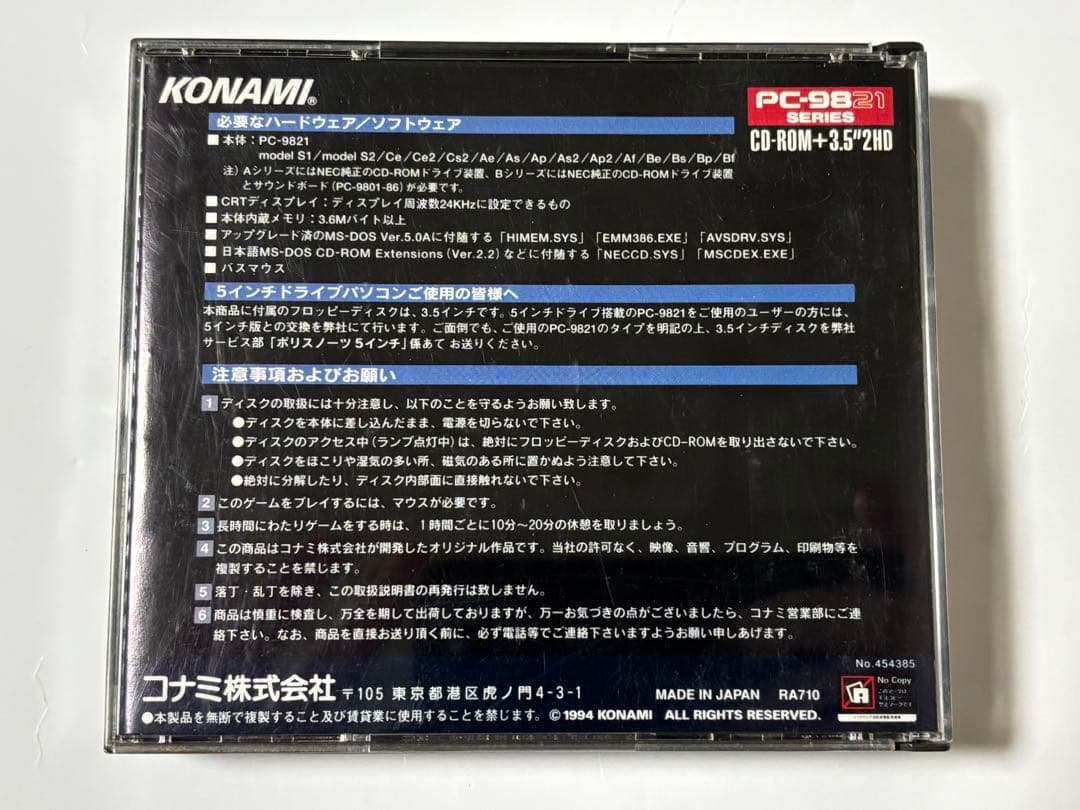 KONAMI®
PC-9821
SERIES
CD-ROM+3.5"2HD
必要なハードウェア/ソフトウェア
■本体:PC-9821
model S1/model S2/Ce/Ce2/Cs2/Ae/As/Ap/As2/Ap2/Af/Be/Bs/Bp/Bf
注)AシリーズにはNEC純正のCD-ROMドライブ装置、BシリーズにはNEC純正のCD-ROMドライブ装置
とサウンドボード(PC-9801-86)が必要です。
■CRTディスプレイ:ディスプレイ周波数24KHzに設定できるもの
■本体内蔵メモリ:3.6Mバイト以上
■アップグレード済のMS-DOS Ver.5.0Aに付随する「HIMEM.SYS」「EMM386.EXE」「AVSDRV.SYS」
■日本語MS-DOS CD-ROM Extensions(Ver.2.2)などに付随する「NECCD.SYS」「MSCDEX.EXE」
■バスマウス
5インチドライブパソコンご使用の皆様へ
本商品に付属のフロッピーディスクは、3.5インチです。5インチドライブ搭載のPC-9821をご使用のユーザーの方には、
5インチ版との交換を弊社にて行います。ご面倒でも、ご使用のPC-9821のタイプを明記の上、3.5インチディスクを弊社
サービス部「ポリスノーツ5インチ」係あて お送りください。
注意事項およびお願い
1 ディスクの取扱には十分注意し、以下のことを守るようお願い致します。
●ディスクを本体に差し込んだまま、電源を切らないで下さい。
●ディスクのアクセス中(ランプ点灯中)は、絶対にフロッピーディスクおよびCD-ROMを取り出さないで下さい。
●ディスクをほこりや湿気の多い所、磁気のある所に置かぬよう注意して下さい。
●絶対に分解したり、ディスク内部面に直接触れないで下さい。
2 このゲームをプレイするには、マウスが必要です。
3 長時間にわたりゲームをする時は、1時間ごとに10分〜20分の休憩を取りましょう。
4 この商品はコナミ株式会社が開発したオリジナル作品です。当社の許可なく、映像、音響、プログラム、印刷物等を
複製することを禁じます。
5 落丁・乱丁を除き、この取扱説明書の再発行は致しません。
6 商品は慎重に検査し、万全を期して出荷しておりますが、万一お気づきの点がございましたら、コナミ営業部にご連
絡下さい。なお、商品を直接お送り頂く前に、必ず電話等でご連絡下さいますようお願い申しあげます。
No.454385
コナミ株式会社 〒105 東京都港区虎ノ門4-3-1
MADE IN JAPAN RA710
No Copy
●本製品を無断で複製すること及び賃貸業に使用することを禁じます。©1994 KONAMI ALL RIGHTS RESERVED.